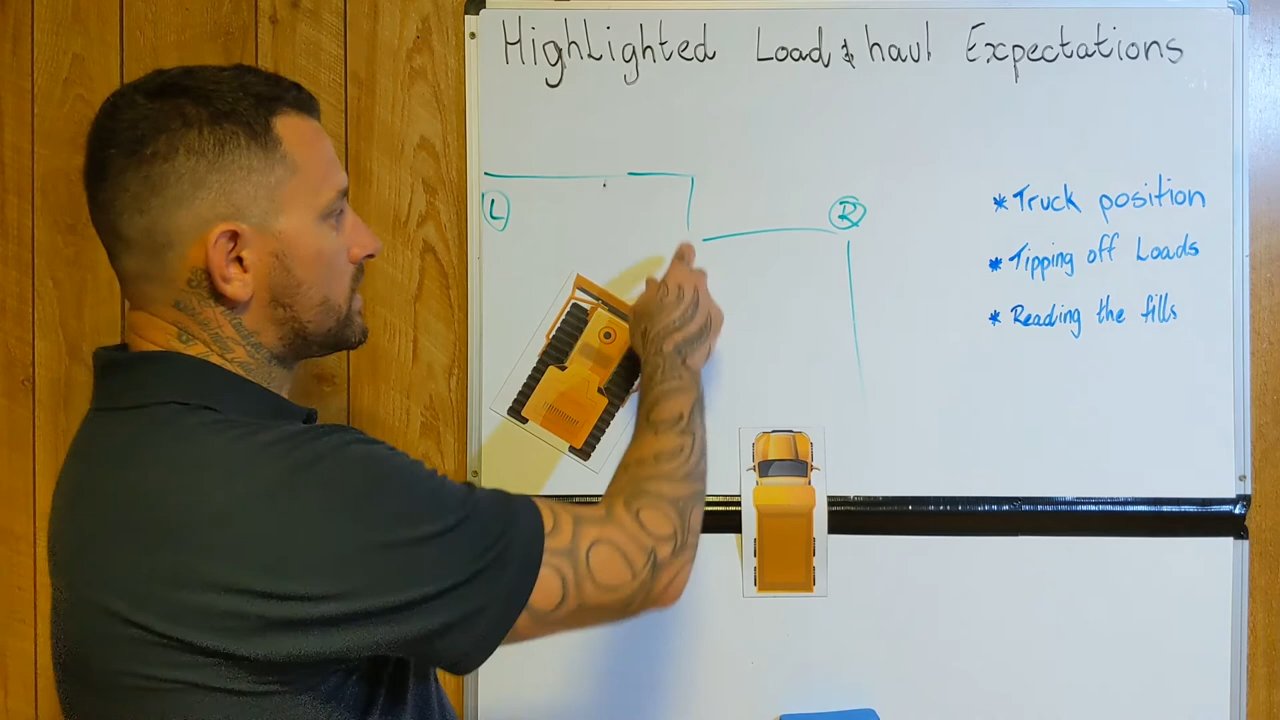 Highlighted Load & haul Expectations
L
R
* Truck position
* Tipping off Loads
* Reading the fills